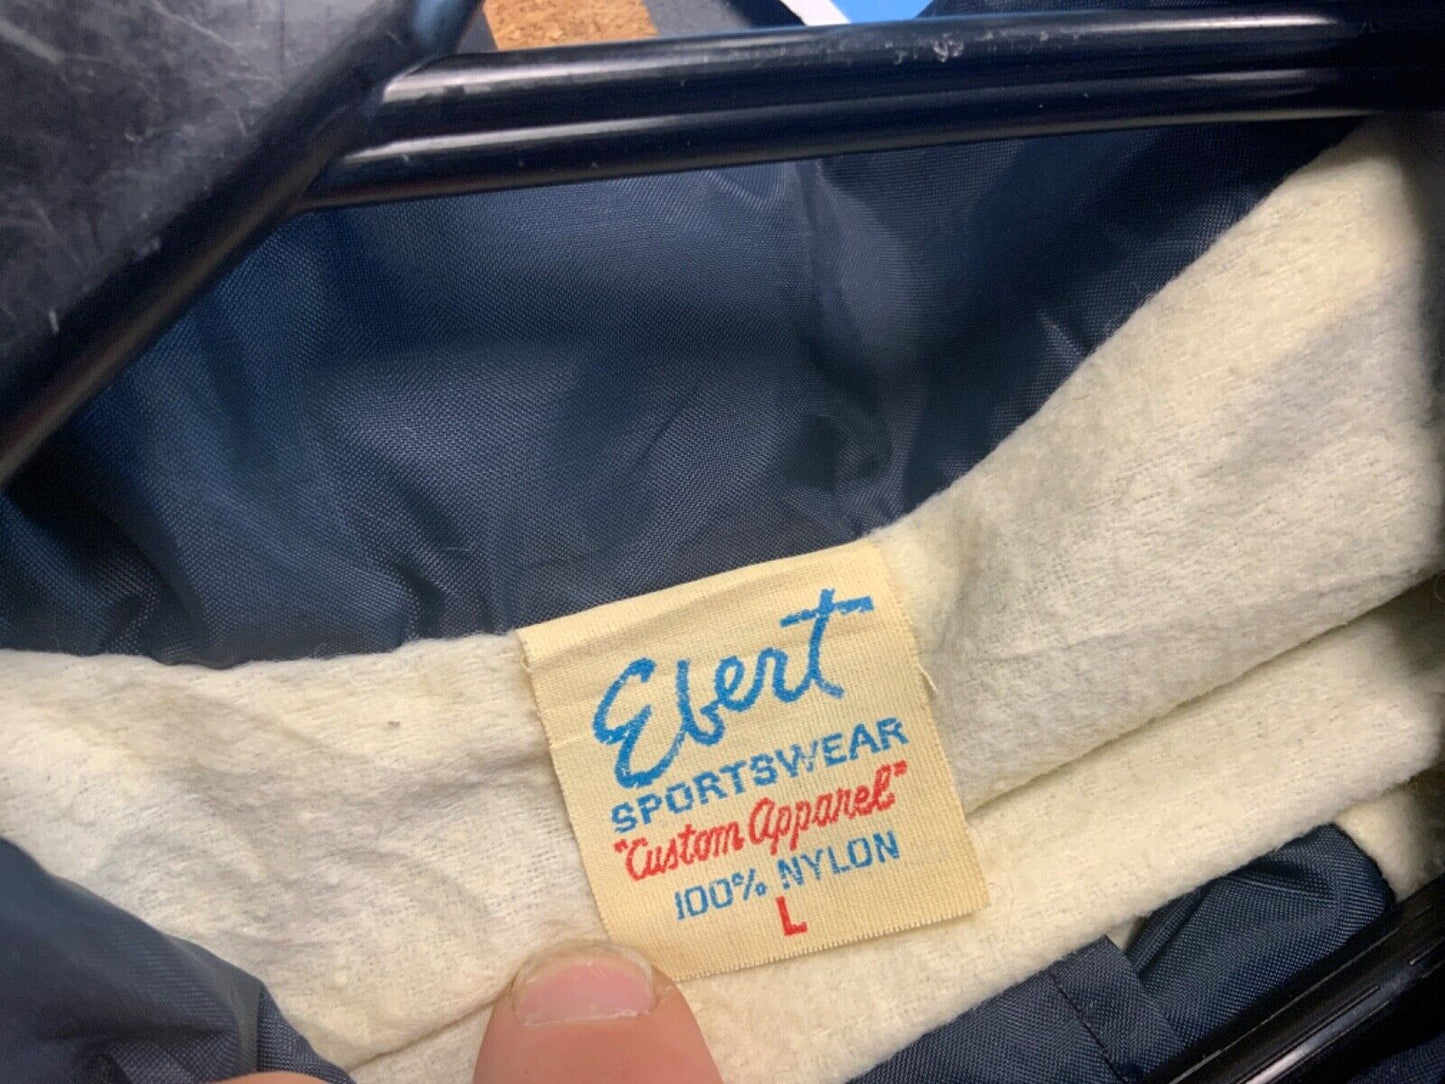 Ebert
SPORTSWEAR
"Custom Apparel"
100% NYLON
L